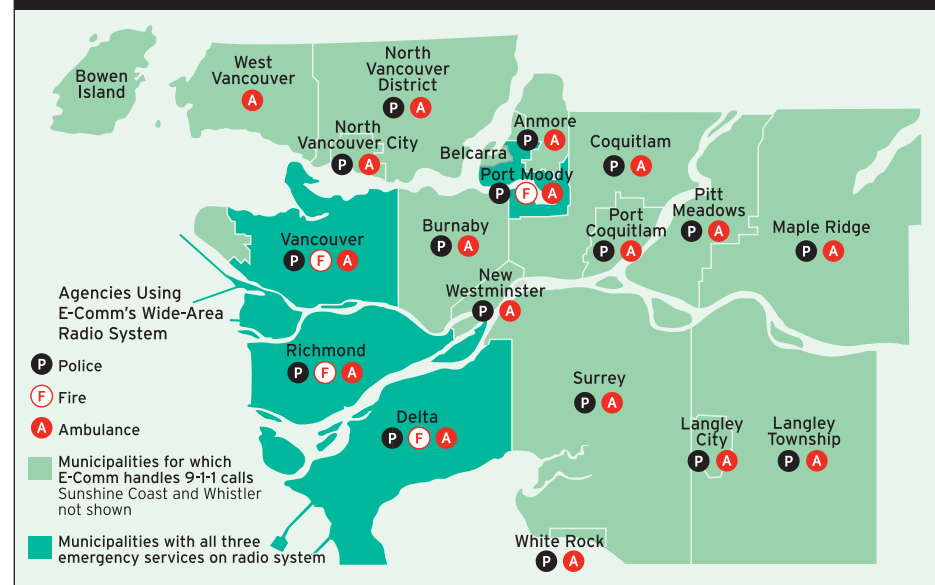 Bowen
Island
West
Vancouver
A
North
Vancouver
District
P A
North
Vancouver City
P A
Anmore
P A
Belcarra
Port Moody
P F A
Coquitlam
P A
Vancouver
P F A
Burnaby
P A
Port
Coquitlam
P A
Pitt
Meadows
P A
Maple Ridge
P A
New
Westminster
P A
Richmond
P F A
Delta
P F A
Surrey
P A
Langley
City
P A
Langley
Township
P A
White Rock
P A
Agencies Using
E-Comm's Wide-Area
Radio System
P Police
F Fire
A Ambulance
Municipalities for which
E-Comm handles 9-1-1 calls
Sunshine Coast and Whistler
not shown
Municipalities with all three
emergency services on radio system